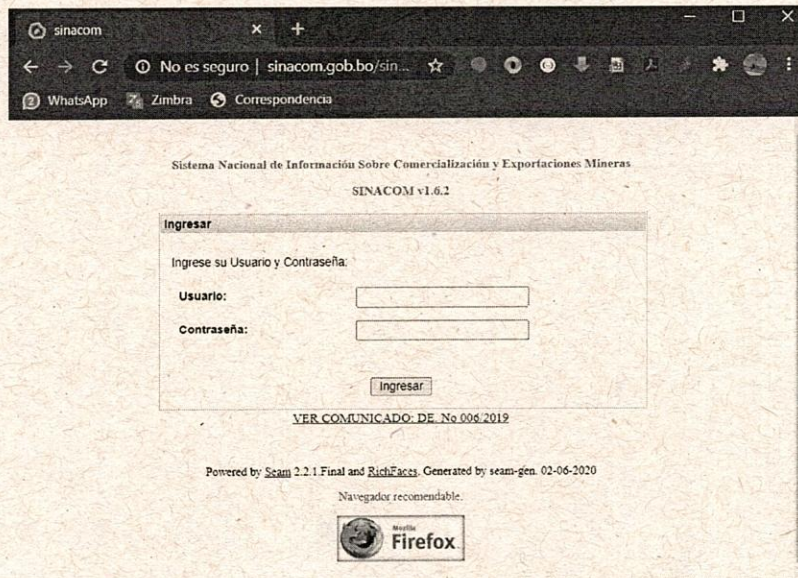 sinacom
No es seguro | sinacom.gob.bo/sin...
WhatsApp Zimbra Correspondencia
Sistema Nacional de Información Sobre Comercialización y Exportaciones Mineras
SINACOM v1.6.2
Ingresar
Ingrese su Usuario y Contraseña:
Usuario:
Contraseña:
Ingresar
VER COMUNICADO: DE. No 006/2019
Powered by Seam 2.2.1.Final and RichFaces. Generated by seam-gen. 02-06-2020
Navegador recomendable.
Mozilla
Firefox